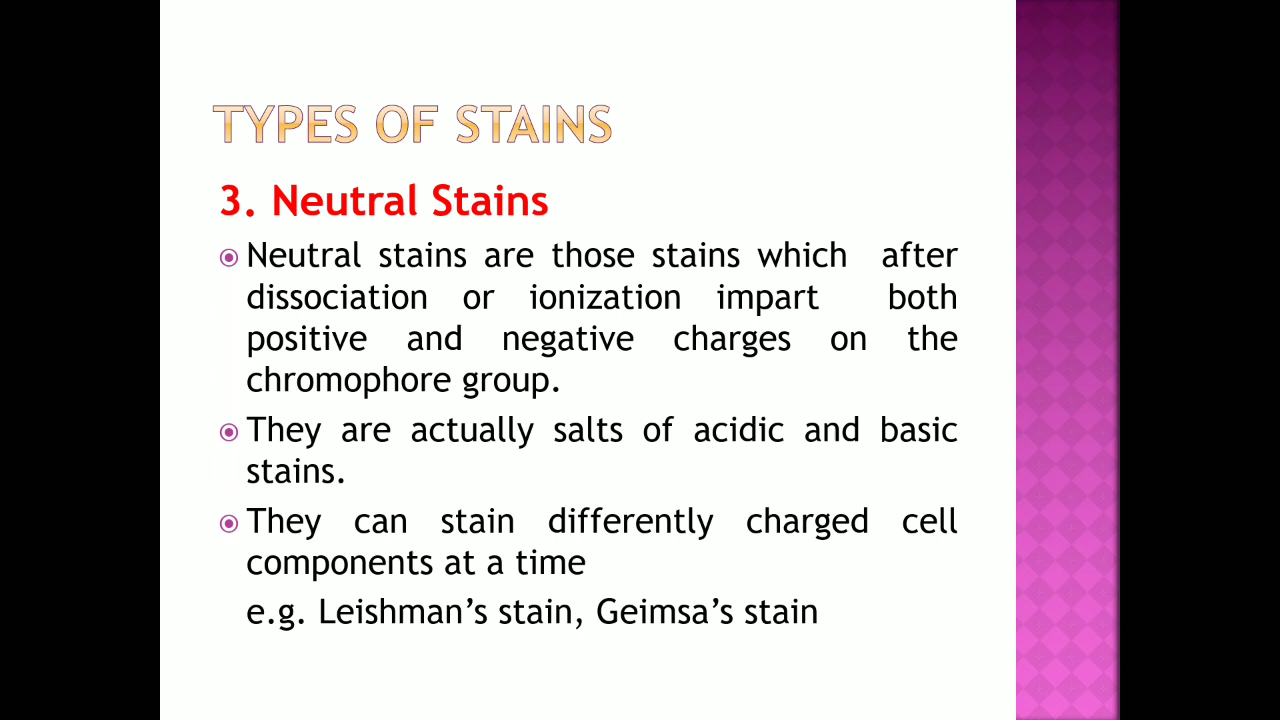 TYPES OF STAINS
3. Neutral Stains
Neutral stains are those stains which after
dissociation or ionization impart both
positive and negative charges on the
chromophore group.
They are actually salts of acidic and basic
stains.
They can stain differently charged cell
components at a time
e.g. Leishman’s stain, Geimsa’s stain